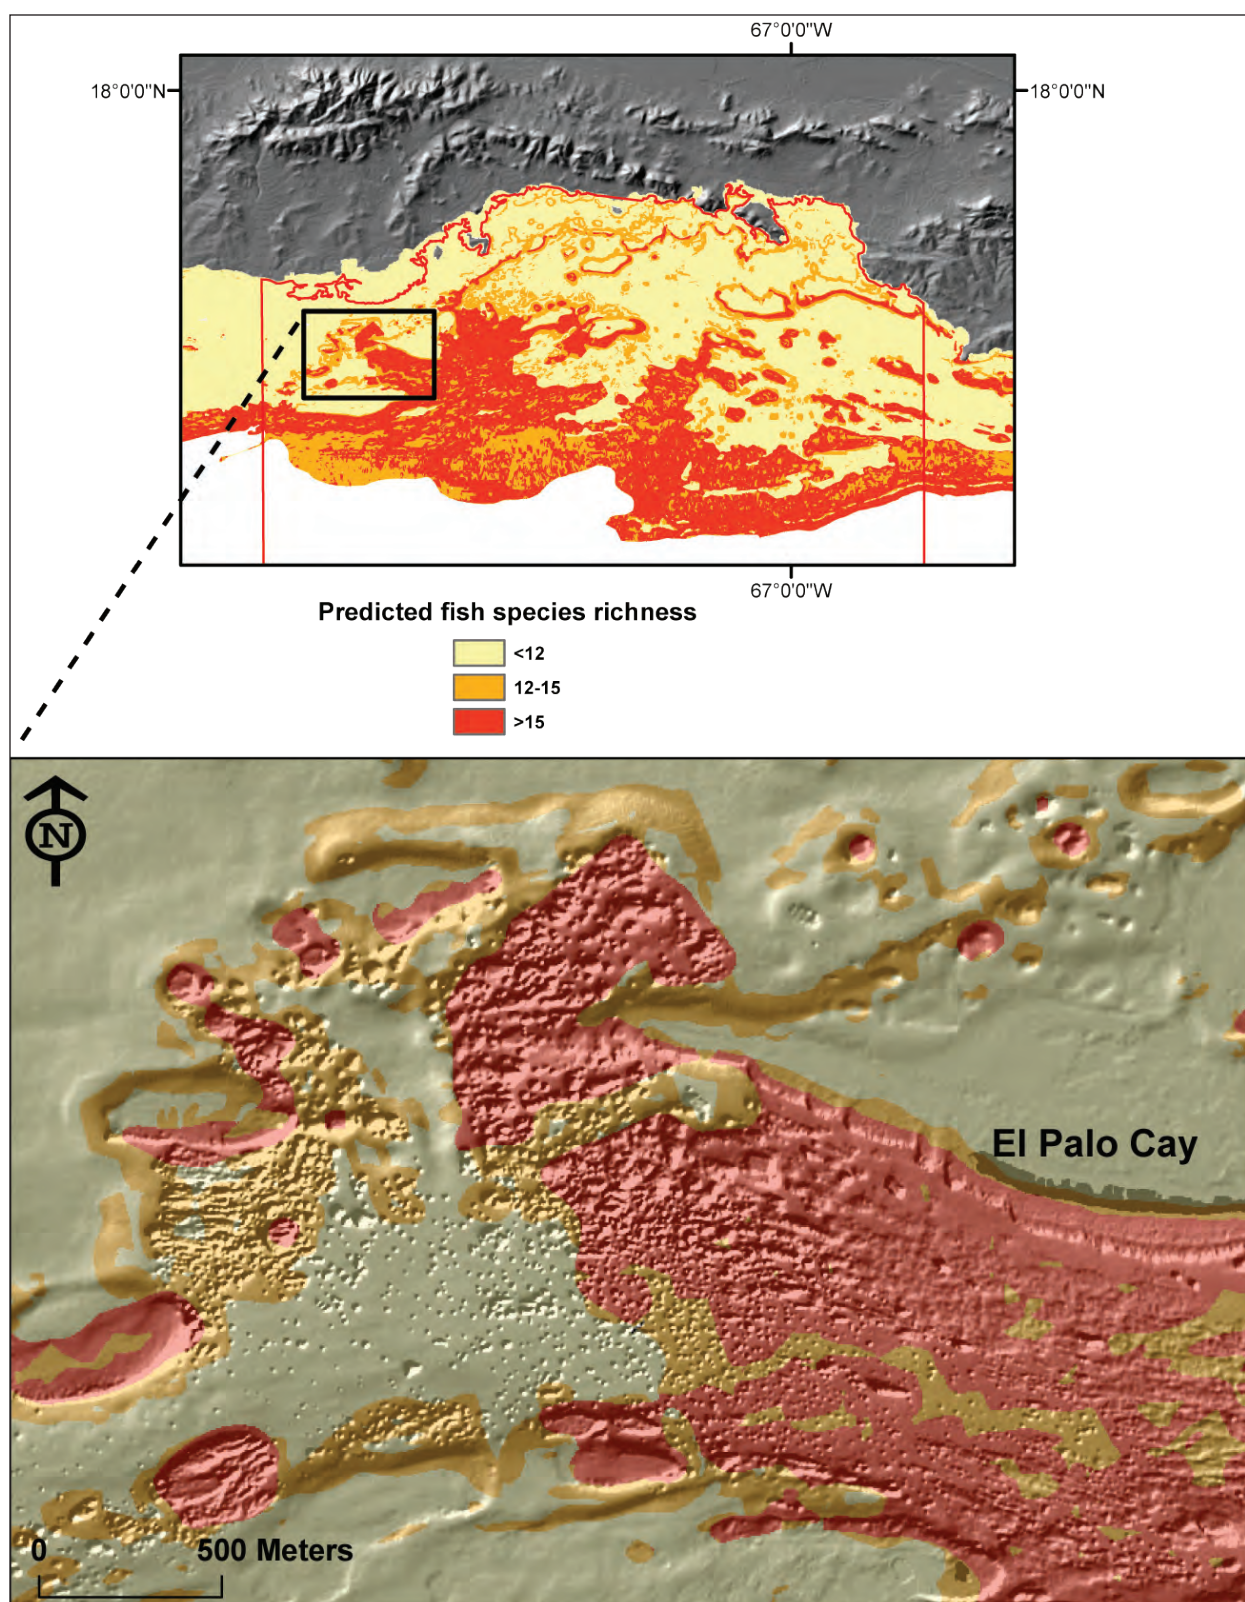 67°0'0"W
18°0'0"N
18°0'0"N
67°0'0"W
Predicted fish species richness
<12
12-15
>15
N
El Palo Cay
0 500 Meters